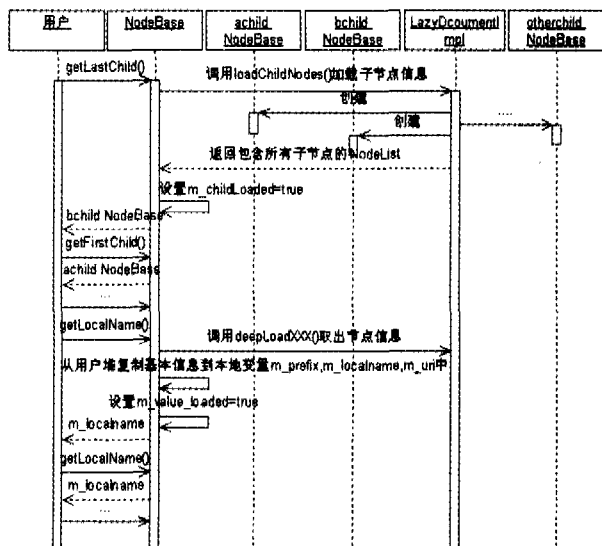 用户
NodeBase
achild
NodeBase
bchild
NodeBase
LazyDcoumentI
mpl
otherchild
NodeBase
getLastChild()
调用loadChildNodes()加载子节点信息
创建
.....
创建
返回包含所有子节点的NodeList
设置m_childLoaded=true
bchild NodeBase
getFirstChild()
achild NodeBase
...
getLocalName()
调用deepLoadXXX()取出节点信息
从用户端复制基本信息到本地变量m_prefix,m_localname,m_uri中
设置m_value_loaded=true
m_localname
getLocalName()
m_localname
...